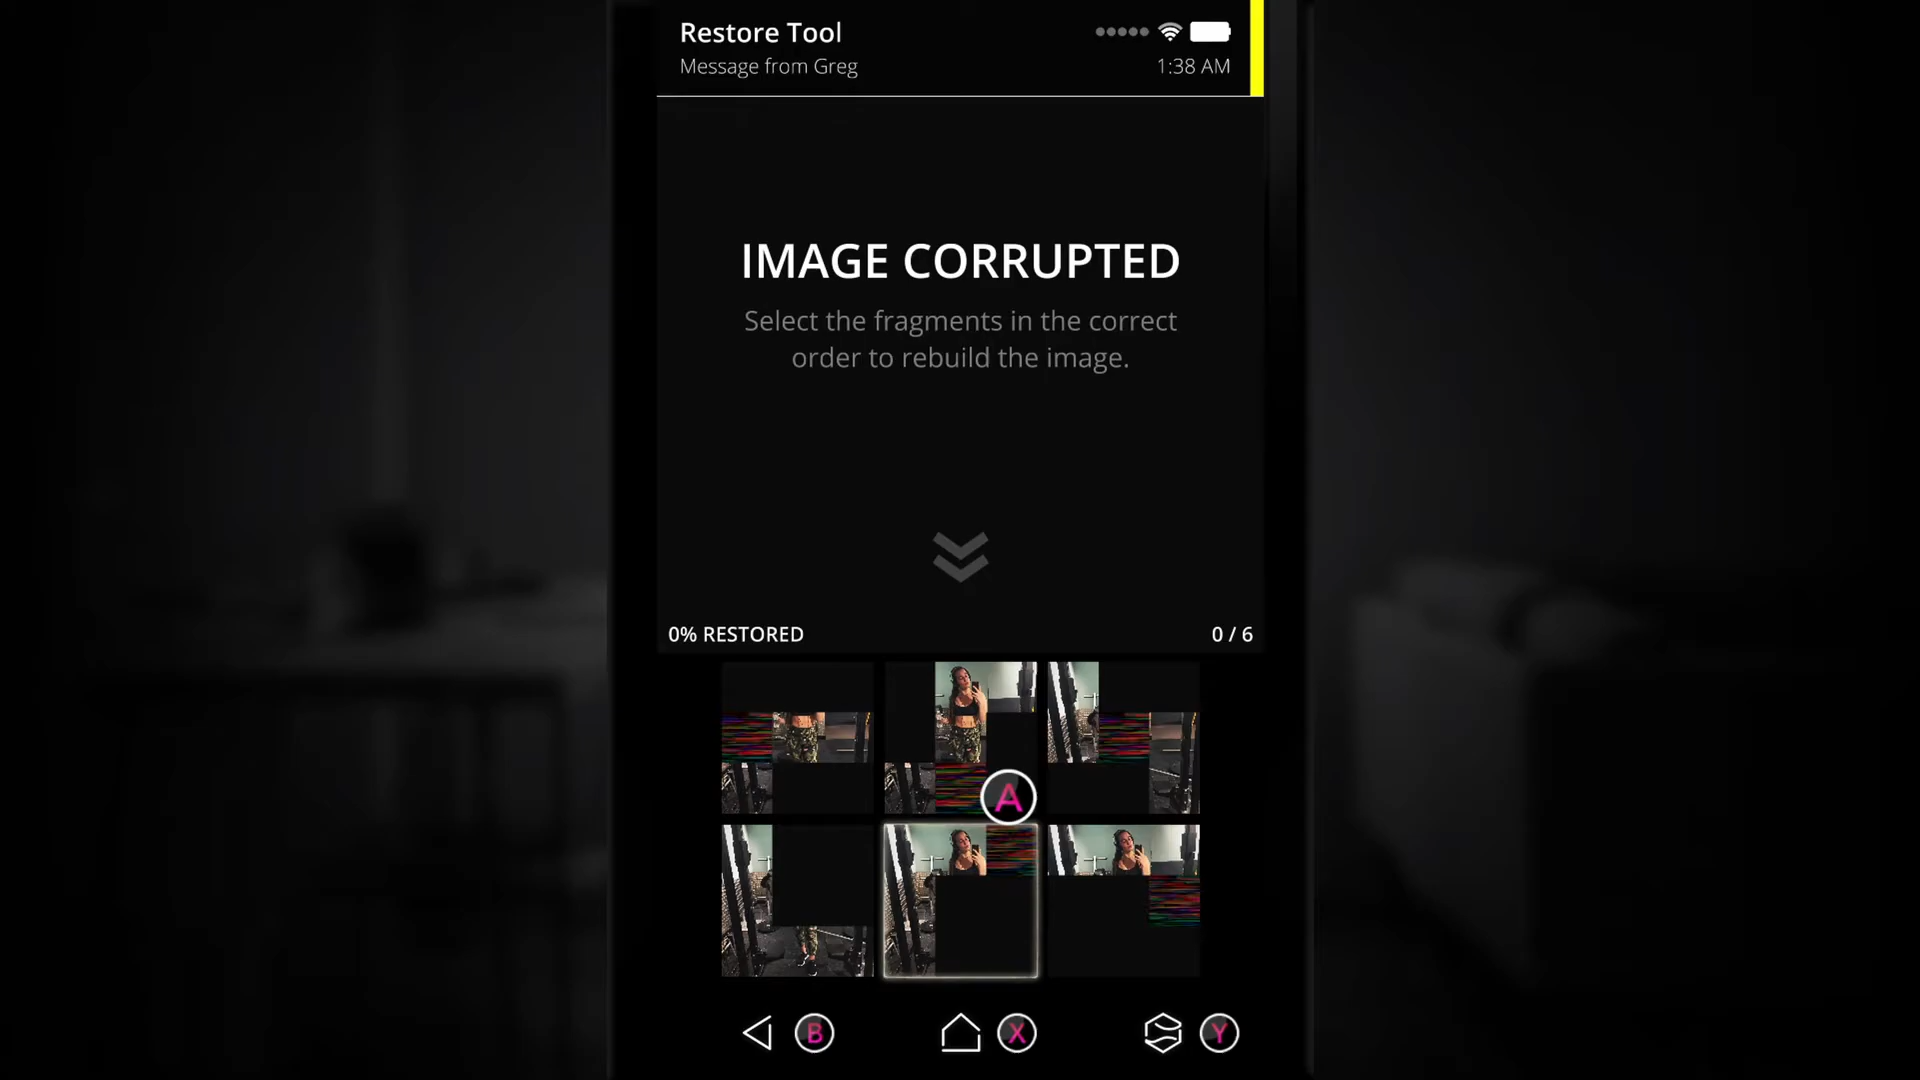 Restore Tool
Message from Greg
1:38 AM
IMAGE CORRUPTED
Select the fragments in the correct
order to rebuild the image.
0% RESTORED
0 / 6
A
B
X
Y